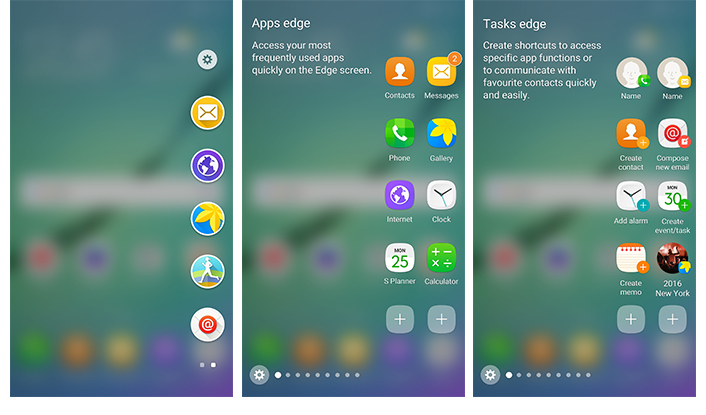 Apps edge
Access your most
frequently used apps
quickly on the Edge screen.
2
Contacts
Messages
Phone
Gallery
Internet
Clock
MON
25
S Planner
Calculator
Tasks edge
Create shortcuts to access
specific app functions or
to communicate with
favourite contacts quickly
and easily.
Name
Name
Create
contact
Compose
new email
Add alarm
MON
30
Create
event/task
Create
memo
2016
New York